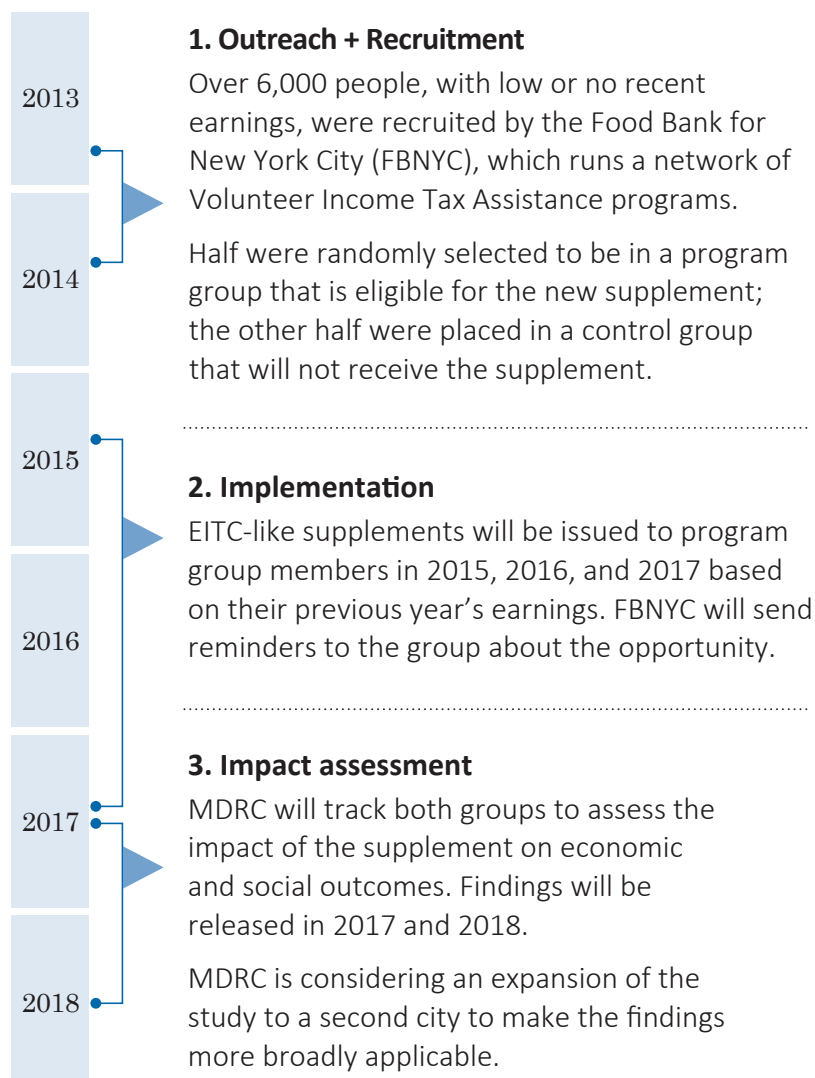 2013
1. Outreach + Recruitment
Over 6,000 people, with low or no recent
earnings, were recruited by the Food Bank for
New York City (FBNYC), which runs a network of
Volunteer Income Tax Assistance programs.
2014
Half were randomly selected to be in a program
group that is eligible for the new supplement;
the other half were placed in a control group
that will not receive the supplement.
2015
2. Implementation
EITC-like supplements will be issued to program
group members in 2015, 2016, and 2017 based
on their previous year’s earnings. FBNYC will send
reminders to the group about the opportunity.
2016
3. Impact assessment
MDRC will track both groups to assess the
impact of the supplement on economic
and social outcomes. Findings will be
released in 2017 and 2018.
2017
MDRC is considering an expansion of the
study to a second city to make the findings
more broadly applicable.
2018